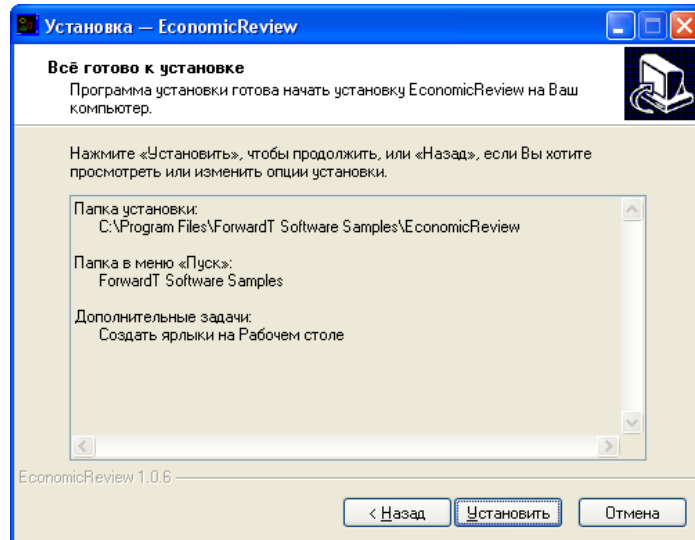 Установка — EconomicReview
Всё готово к установке
Программа установки готова начать установку EconomicReview на Ваш
компьютер.
Нажмите «Установить», чтобы продолжить, или «Назад», если Вы хотите
просмотреть или изменить опции установки.
Папка установки:
C:\Program Files\ForwardT Software Samples\EconomicReview
Папка в меню «Пуск»:
ForwardT Software Samples
Дополнительные задачи:
Создать ярлыки на Рабочем столе
EconomicReview 1.0.6
< Назад Установить Отмена